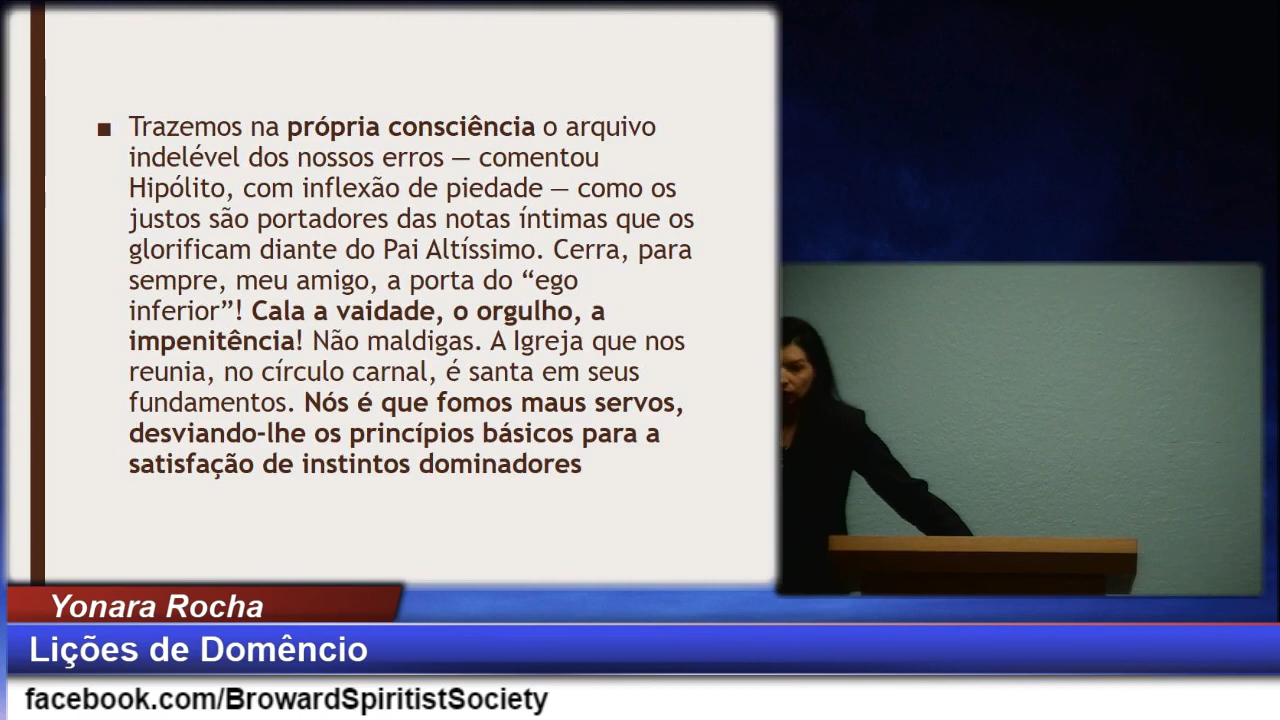 ▪ Trazemos na própria consciência o arquivo
indelével dos nossos erros — comentou
Hipólito, com inflexão de piedade — como os
justos são portadores das notas íntimas que os
glorificam diante do Pai Altíssimo. Cerra, para
sempre, meu amigo, a porta do “ego
inferior”! Cala a vaidade, o orgulho, a
impenitência! Não maldigas. A Igreja que nos
reunia, no círculo carnal, é santa em seus
fundamentos. Nós é que fomos maus servos,
desviando-lhe os princípios básicos para a
satisfação de instintos dominadores
Yonara Rocha
Lições de Domêncio
facebook.com/BrowardSpiritistSociety